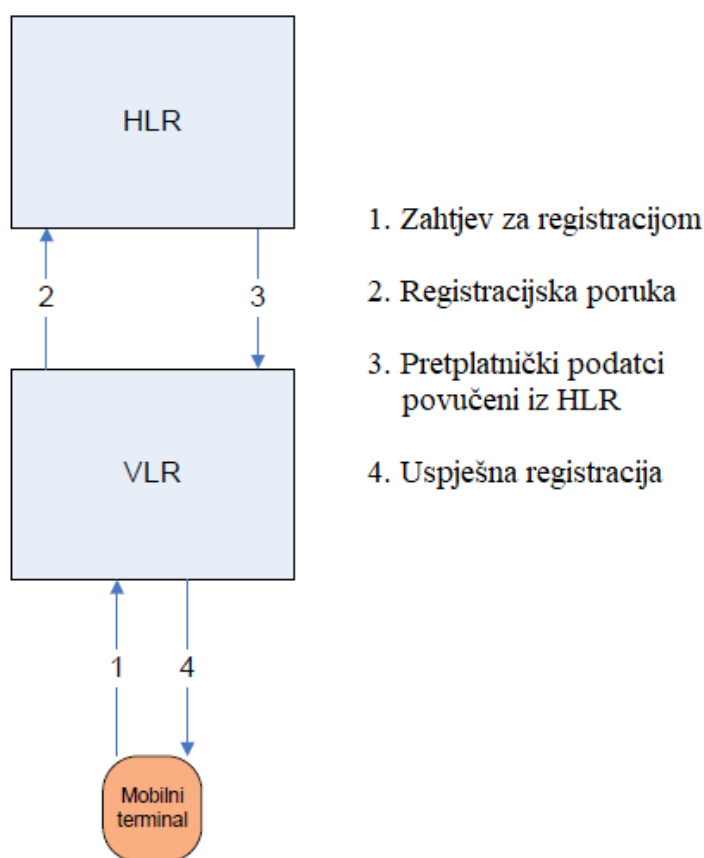 HLR
1. Zahtjev za registracijom
2
3
2. Registracijska poruka
3. Pretplatnički podatci
povučeni iz HLR
VLR
4. Uspješna registracija
1
4
Mobilni
terminal